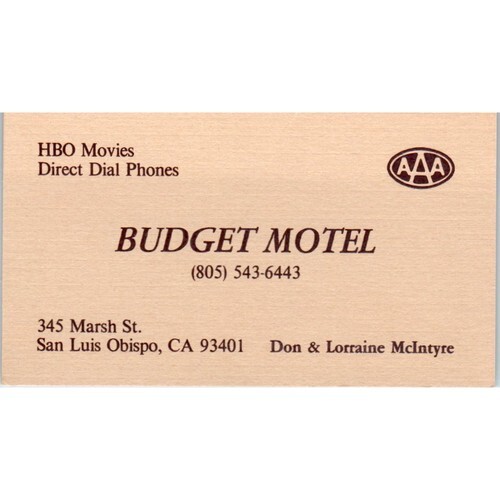 HBO Movies
Direct Dial Phones
AAA
BUDGET MOTEL
(805) 543-6443
345 Marsh St.
San Luis Obispo, CA 93401
Don & Lorraine McIntyre